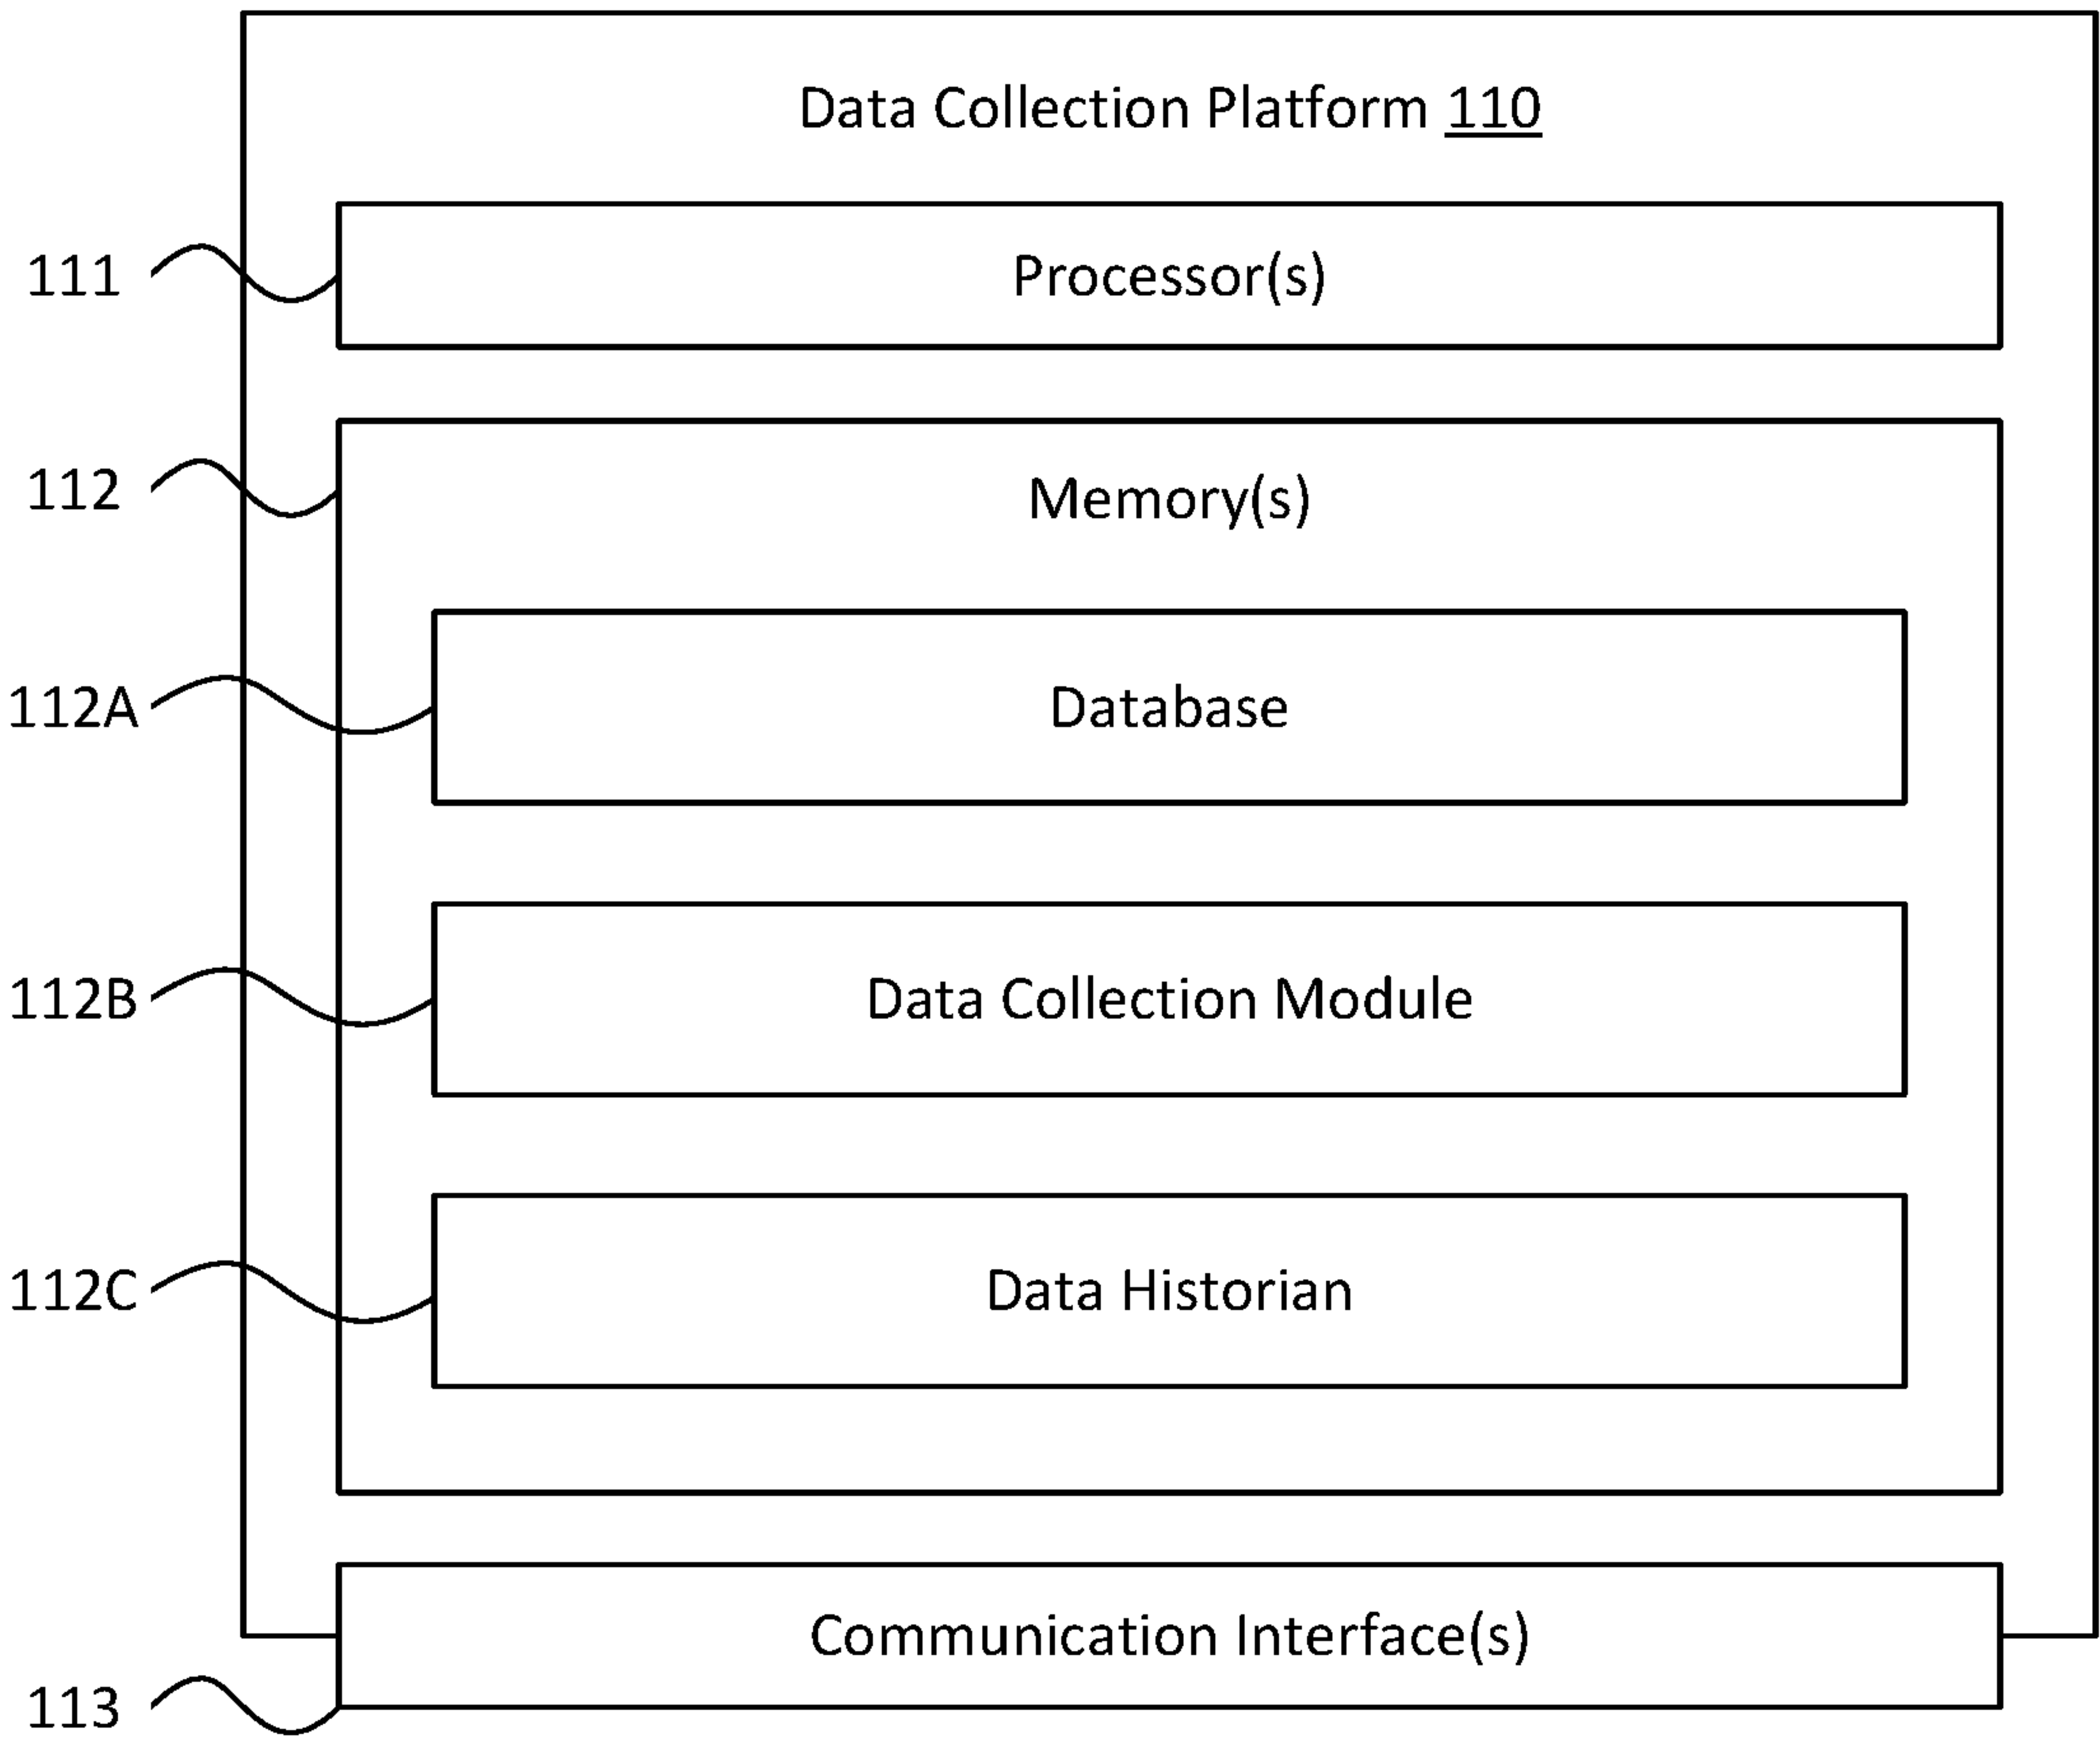 Data Collection Platform 110
111
Processor(s)
112
Memory(s)
112A
Database
112B
Data Collection Module
112C
Data Historian
Communication Interface(s)
113